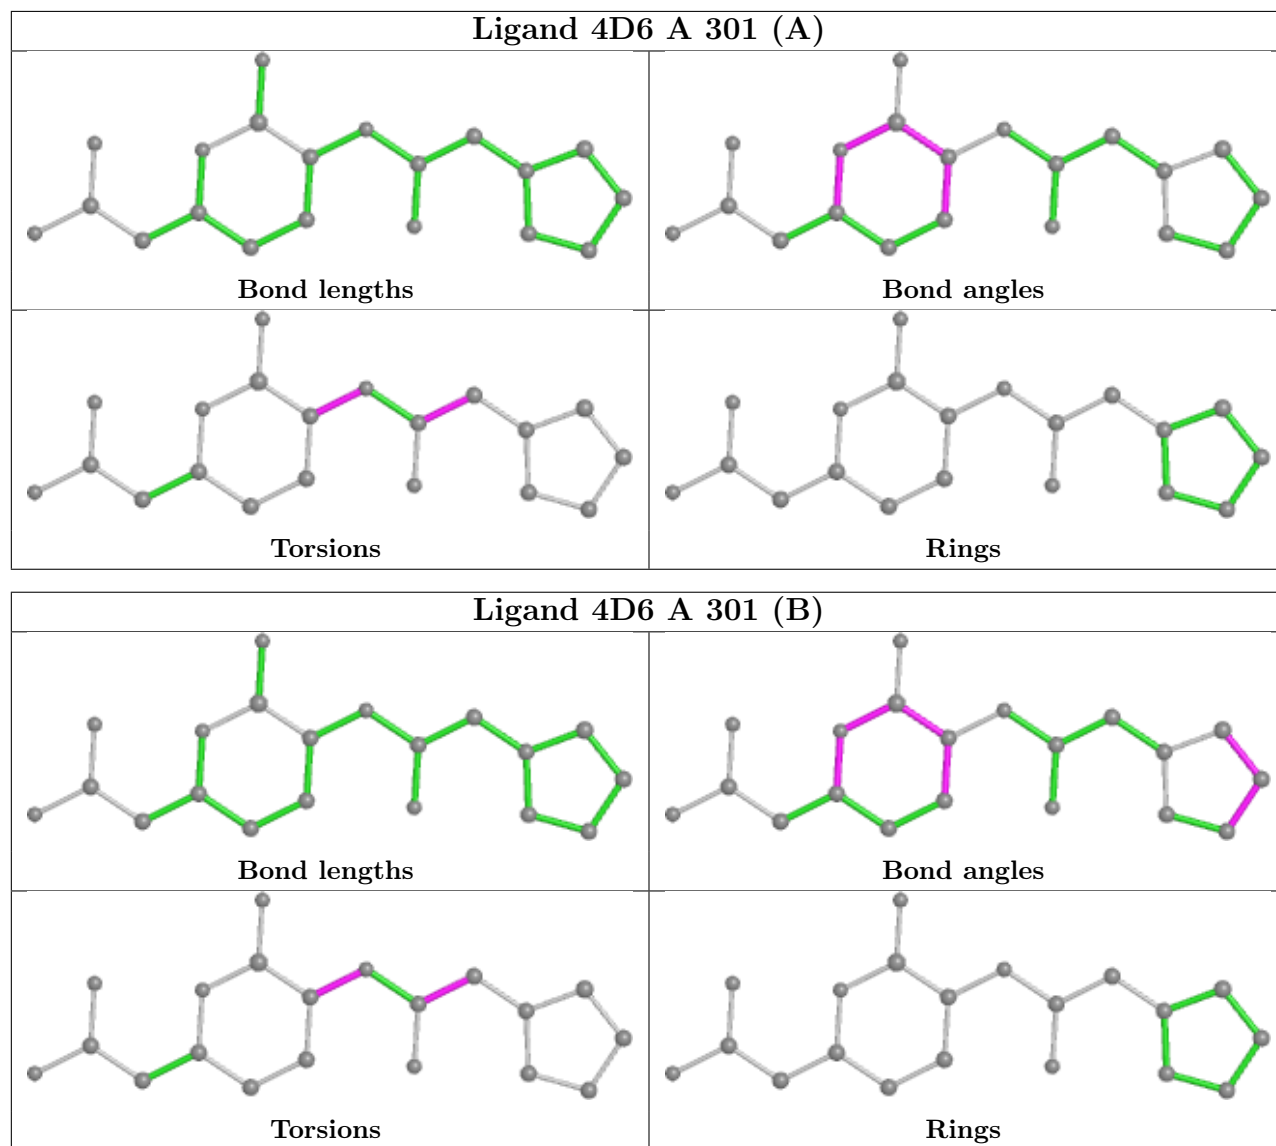 Ligand 4D6 A 301 (A)
Bond lengths
Bond angles
Torsions
Rings
Ligand 4D6 A 301 (B)
Bond lengths
Bond angles
Torsions
Rings